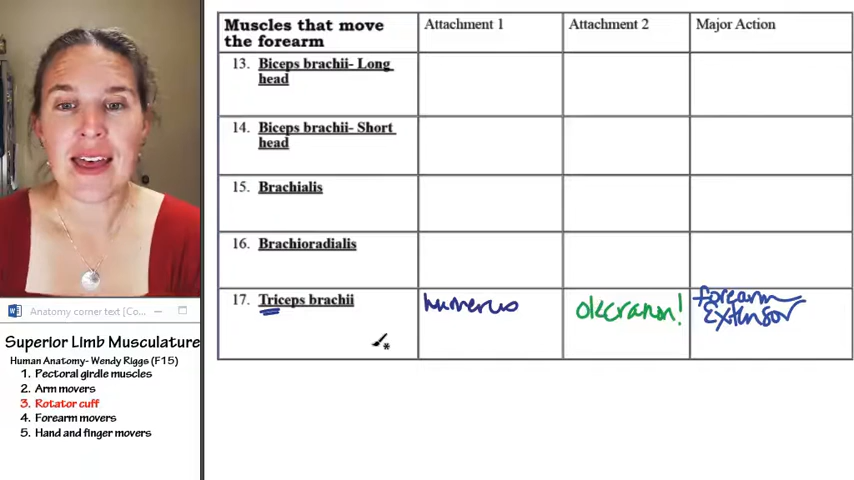 Muscles that move
the forearm
Attachment 1
Attachment 2
Major Action
13. Biceps brachii- Long
head
14. Biceps brachii- Short
head
15. Brachialis
16. Brachioradialis
17. Triceps brachii
humerus
olecranon!
forearm
Extensor
Anatomy corner text [Co...
Superior Limb Musculature
Human Anatomy- Wendy Riggs (F15)
1. Pectoral girdle muscles
2. Arm movers
3. Rotator cuff
4. Forearm movers
5. Hand and finger movers